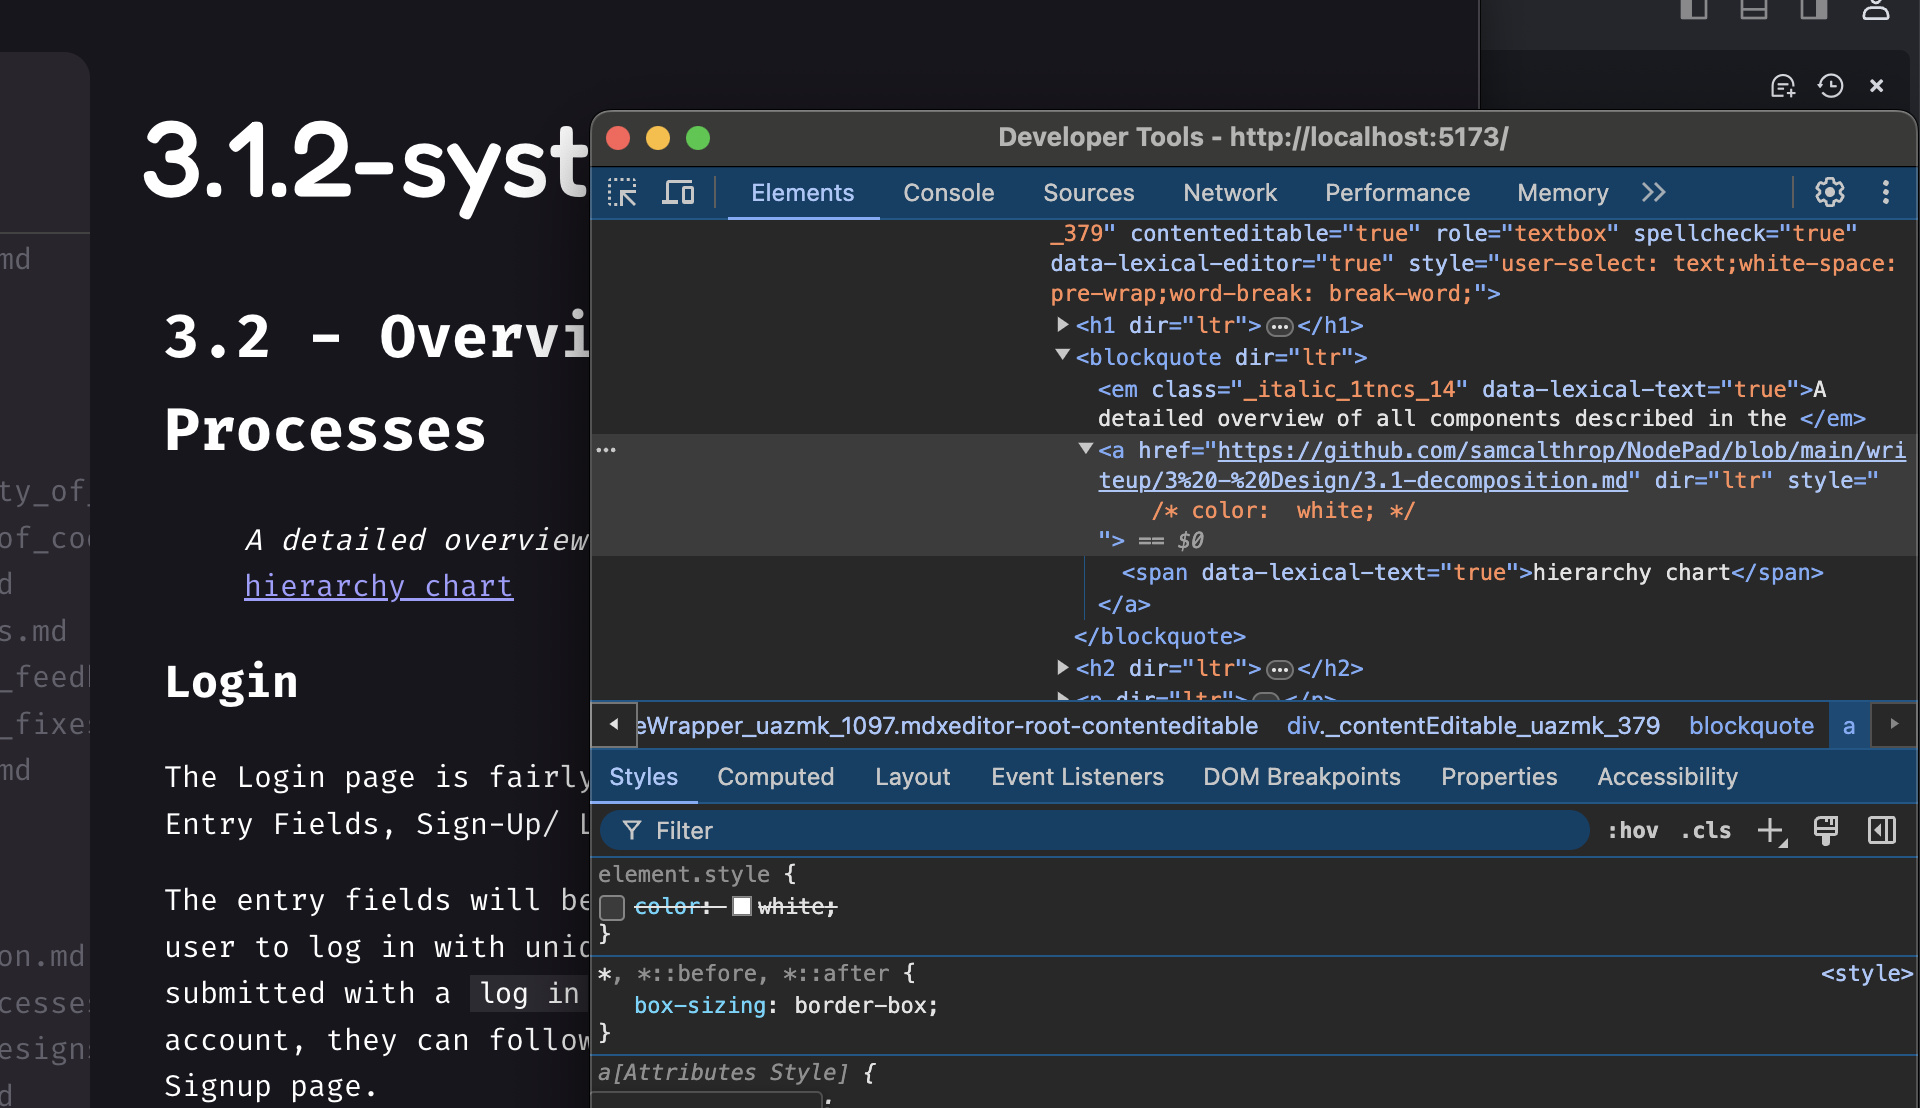 3.1.2-syst
md
3.2 - Overvi
Processes
ty_of_
of_co
d
s.md
_feed
_fixe
md
A detailed overview
hierarchy chart
Login
The Login page is fairly
Entry Fields, Sign-Up/ L
The entry fields will be
user to log in with uni
submitted with a log in
account, they can follow
Signup page.
on.md
cesse
esign
d
Developer Tools - http://localhost:5173/
Elements Console Sources Network Performance Memory
_379" contenteditable="true" role="textbox" spellcheck="true"
data-lexical-editor="true" style="user-select: text;white-space:
pre-wrap;word-break: break-word;">
<h1 dir="ltr">…</h1>
<blockquote dir="ltr">
<em class="_italic_1tncs_14" data-lexical-text="true">A
detailed overview of all components described in the </em>
… <a href="https://github.com/samcalthrop/NodePad/blob/main/wri
teup/3%20-%20Design/3.1-decomposition.md" dir="ltr" style="
/* color:  white; */
"> == $0
<span data-lexical-text="true">hierarchy chart</span>
</a>
</blockquote>
<h2 dir="ltr">…</h2>
<p dir="ltr">…</p>
eWrapper_uazmk_1097.mdxeditor-root-contenteditable div._contentEditable_uazmk_379 blockquote a
Styles Computed Layout Event Listeners DOM Breakpoints Properties Accessibility
Filter :hov .cls
element.style {
color: white;
}
*, *::before, *::after { <style>
box-sizing: border-box;
}
a[Attributes Style] {